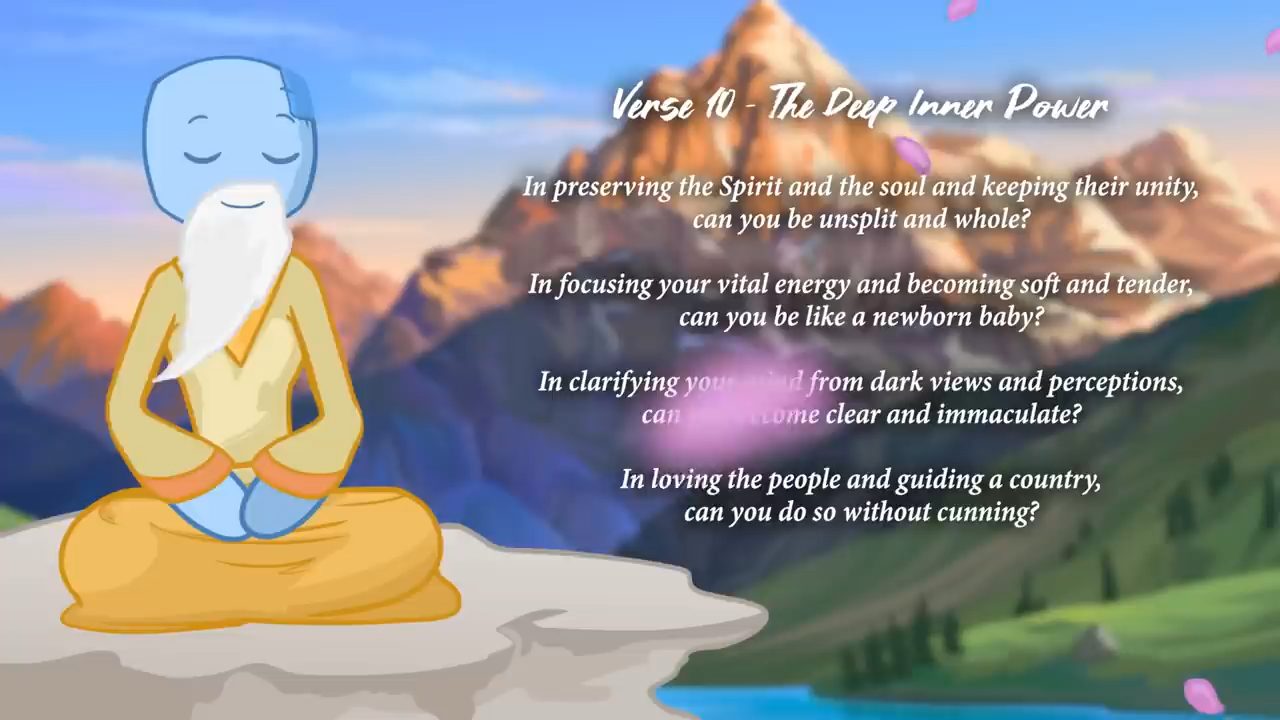 Verse 10 - The Deep Inner Power
In preserving the Spirit and the soul and keeping their unity,
can you be unsplit and whole?
In focusing your vital energy and becoming soft and tender,
can you be like a newborn baby?
In clarifying your mind from dark views and perceptions,
can become clear and immaculate?
In loving the people and guiding a country,
can you do so without cunning?